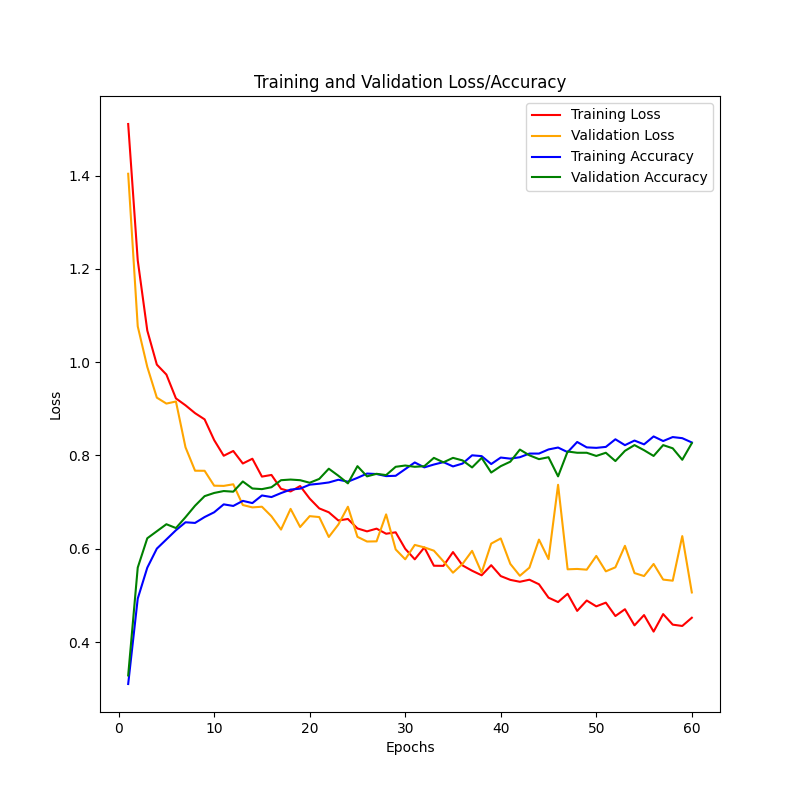 Training and Validation Loss/Accuracy
Training Loss
Validation Loss
Training Accuracy
Validation Accuracy
Loss
1.4
1.2
1.0
0.8
0.6
0.4
0 10 20 30 40 50 60
Epochs